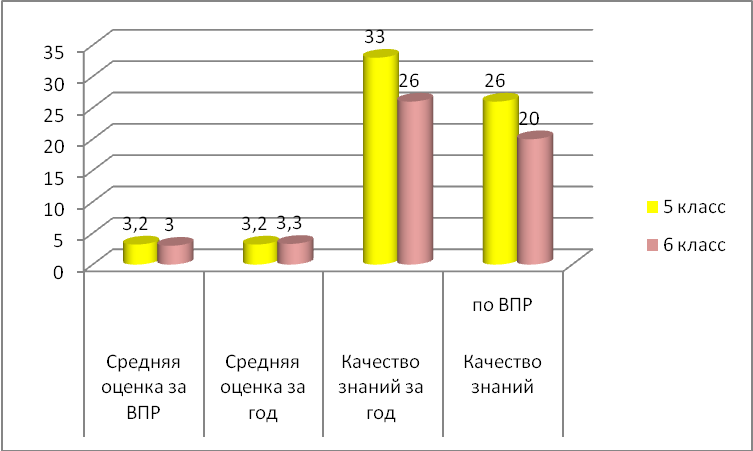 33
35
30
25
20
15
10
5
0
26
26
20
3,2
3
3,2
3,3
5 класс
6 класс
Средняя
оценка за
ВПР
Средняя
оценка за
год
Качество
знаний за
год
по ВПР
Качество
знаний